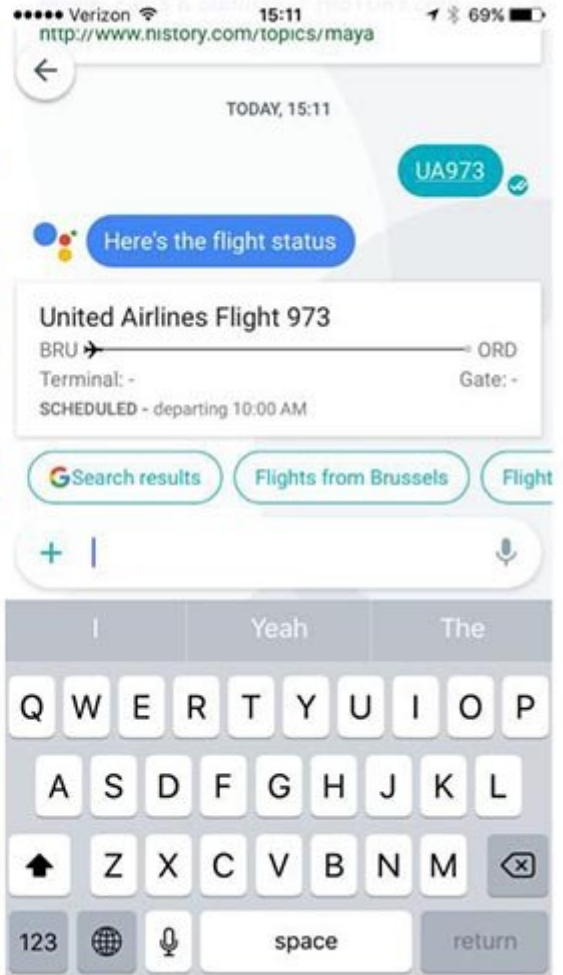 Verizon 15:11 69%
http://www.history.com/topics/maya
TODAY, 15:11
UA973
Here's the flight status
United Airlines Flight 973
BRU ORD
Terminal: - Gate: -
SCHEDULED - departing 10:00 AM
Search results Flights from Brussels Flight
I Yeah The
Q W E R T Y U I O P
A S D F G H J K L
Z X C V B N M
123 space return